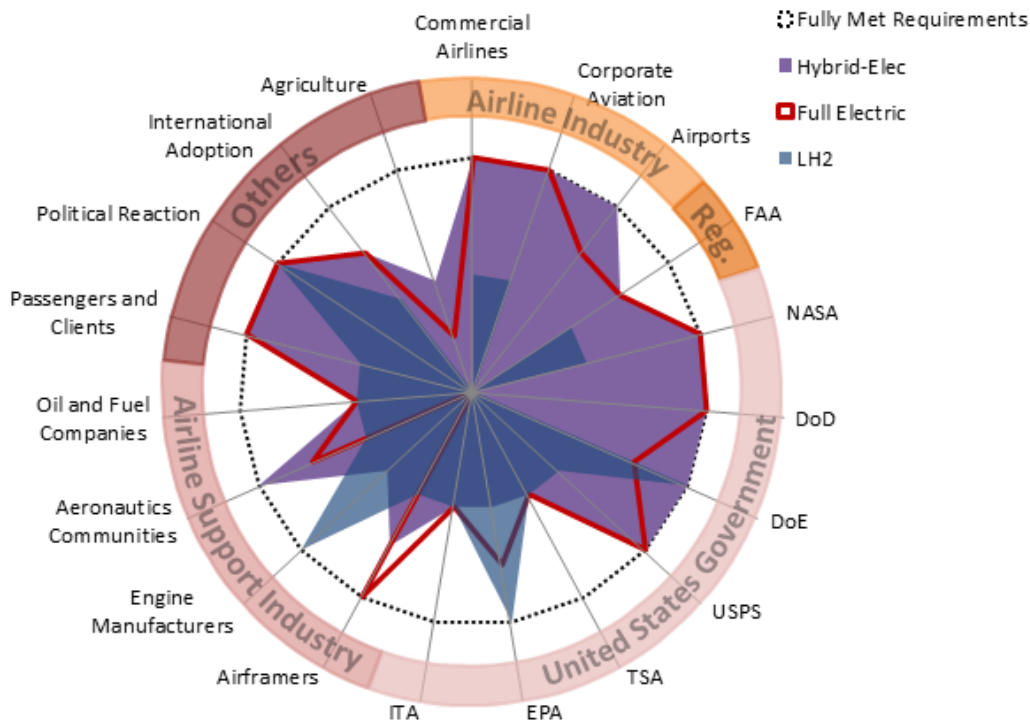 Commercial
Airlines
Corporate
Aviation
Airports
FAA
NASA
DoD
DoE
USPS
TSA
EPA
ITA
Airframers
Engine
Manufacturers
Aeronautics
Communities
Oil and Fuel
Companies
Passengers and
Clients
Political Reaction
International
Adoption
Agriculture
Airline Industry
Reg.
United States Government
Airline Support Industry
Others
Fully Met Requirements
Hybrid-Elec
Full Electric
LH2